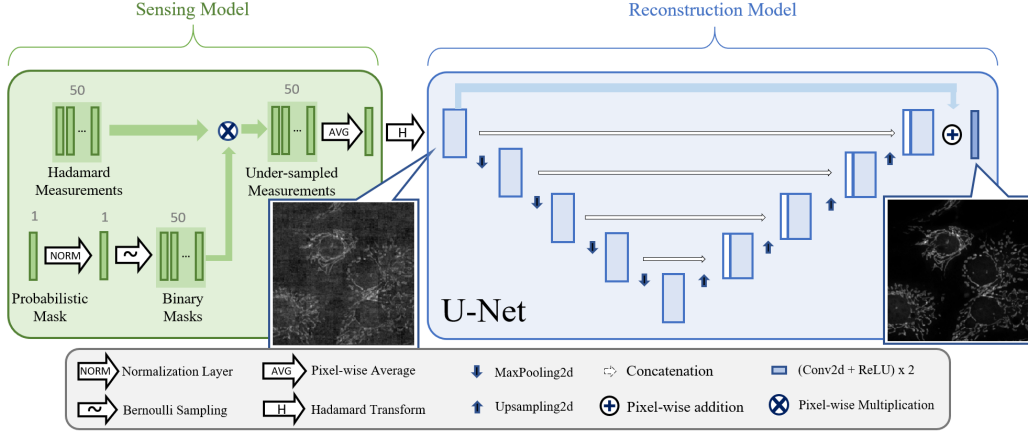 Sensing Model
Reconstruction Model
50
50
...
...
AVG
H
Hadamard
Measurements
Under-sampled
Measurements
1
1
50
NORM
~
...
Probabilistic
Mask
Binary
Masks
U-Net
NORM
Normalization Layer
AVG
Pixel-wise Average
MaxPooling2d
Concatenation
(Conv2d + ReLU) x 2
~
Bernoulli Sampling
H
Hadamard Transform
Upsampling2d
Pixel-wise addition
Pixel-wise Multiplication